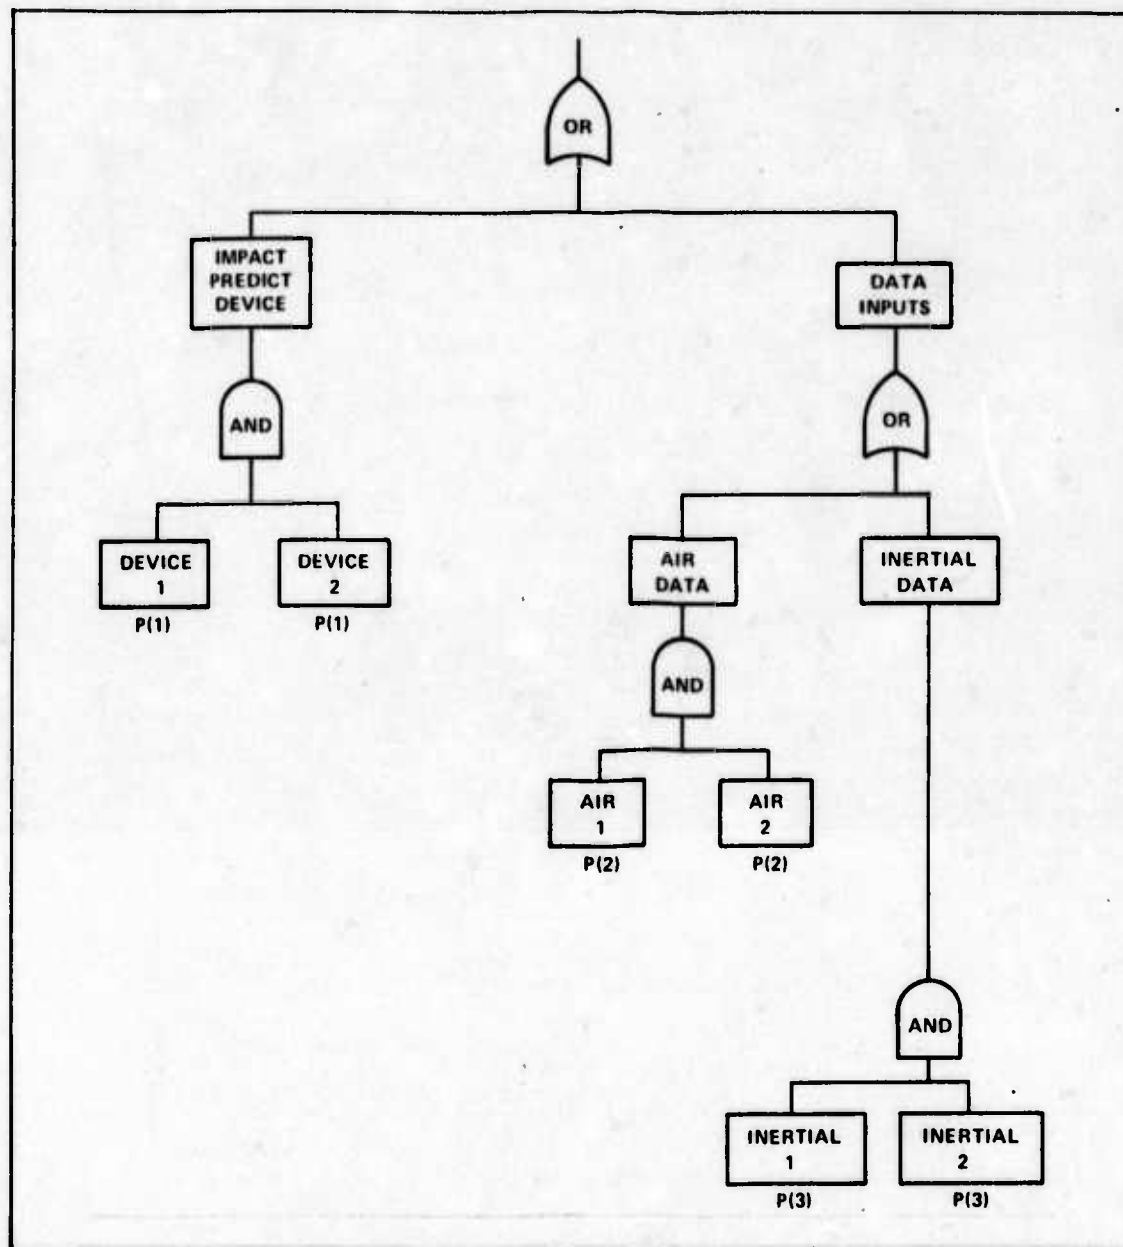 OR
IMPACT
PREDICT
DEVICE
DATA
INPUTS
AND
OR
DEVICE
1
DEVICE
2
P(1)
P(1)
AIR
DATA
INERTIAL
DATA
AND
AIR
1
AIR
2
P(2)
P(2)
AND
INERTIAL
1
INERTIAL
2
P(3)
P(3)